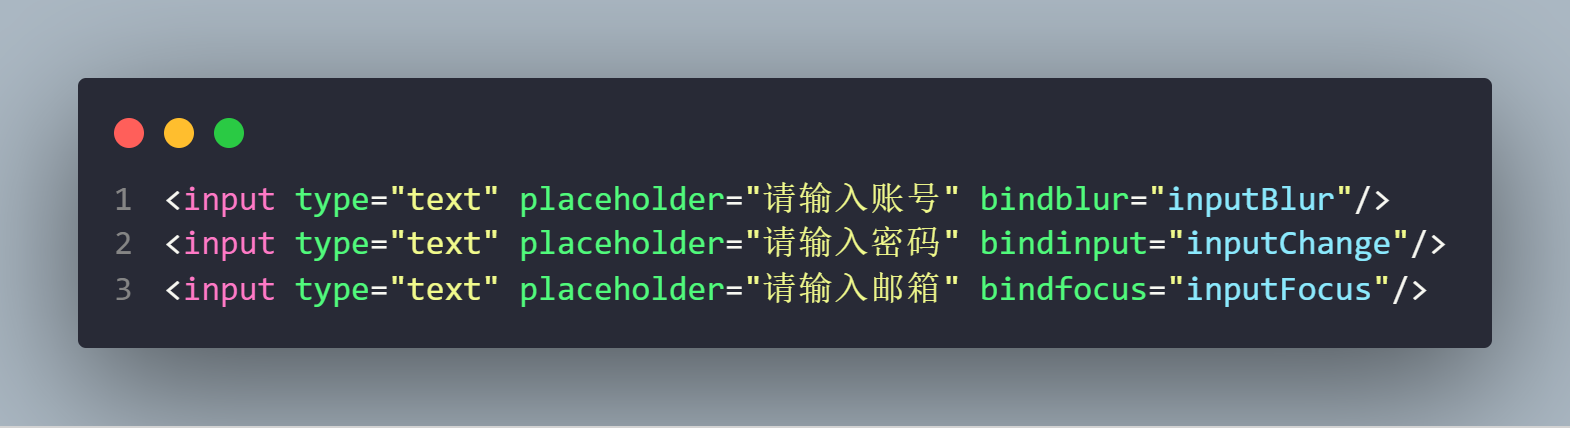 1 <input type="text" placeholder="请输入账号" bindblur="inputBlur"/>
2 <input type="text" placeholder="请输入密码" bindinput="inputChange"/>
3 <input type="text" placeholder="请输入邮箱" bindfocus="inputFocus"/>